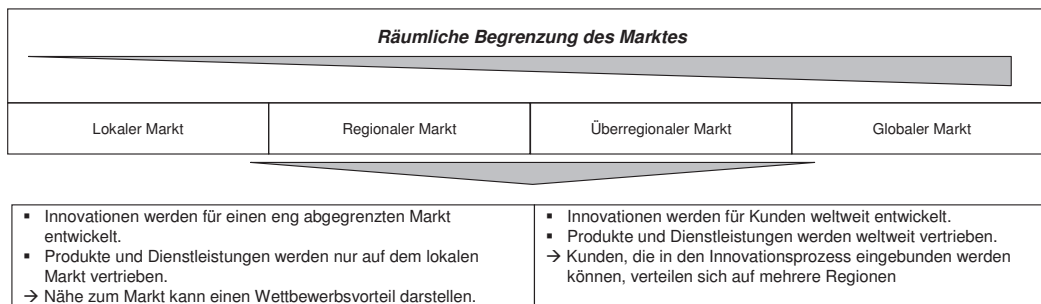 Räumliche Begrenzung des Marktes
Lokaler Markt
Regionaler Markt
Überregionaler Markt
Globaler Markt
▪ Innovationen werden für einen eng abgegrenzten Markt
entwickelt.
▪ Produkte und Dienstleistungen werden nur auf dem lokalen
Markt vertrieben.
→ Nähe zum Markt kann einen Wettbewerbsvorteil darstellen.
▪ Innovationen werden für Kunden weltweit entwickelt.
▪ Produkte und Dienstleistungen werden weltweit vertrieben.
→ Kunden, die in den Innovationsprozess eingebunden werden
können, verteilen sich auf mehrere Regionen